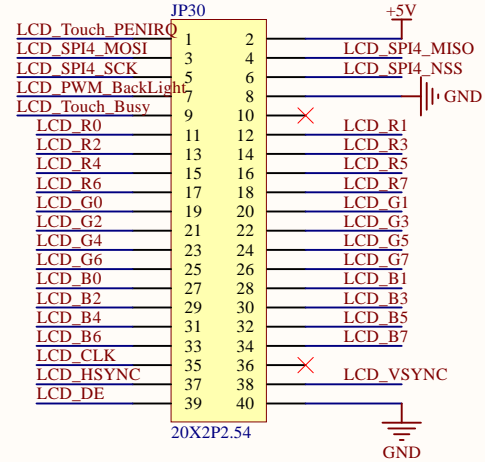 JP30 +5V
LCD_Touch_PENIRQ 1 2
LCD_SPI4_MOSI 3 4 LCD_SPI4_MISO
LCD_SPI4_SCK 5 6 LCD_SPI4_NSS
LCD_PWM_BackLight 7 8 GND
LCD_Touch_Busy 9 10
LCD_R0 11 12 LCD_R1
LCD_R2 13 14 LCD_R3
LCD_R4 15 16 LCD_R5
LCD_R6 17 18 LCD_R7
LCD_G0 19 20 LCD_G1
LCD_G2 21 22 LCD_G3
LCD_G4 23 24 LCD_G5
LCD_G6 25 26 LCD_G7
LCD_B0 27 28 LCD_B1
LCD_B2 29 30 LCD_B3
LCD_B4 31 32 LCD_B5
LCD_B6 33 34 LCD_B7
LCD_CLK 35 36
LCD_HSYNC 37 38 LCD_VSYNC
LCD_DE 39 40
20X2P2.54
GND